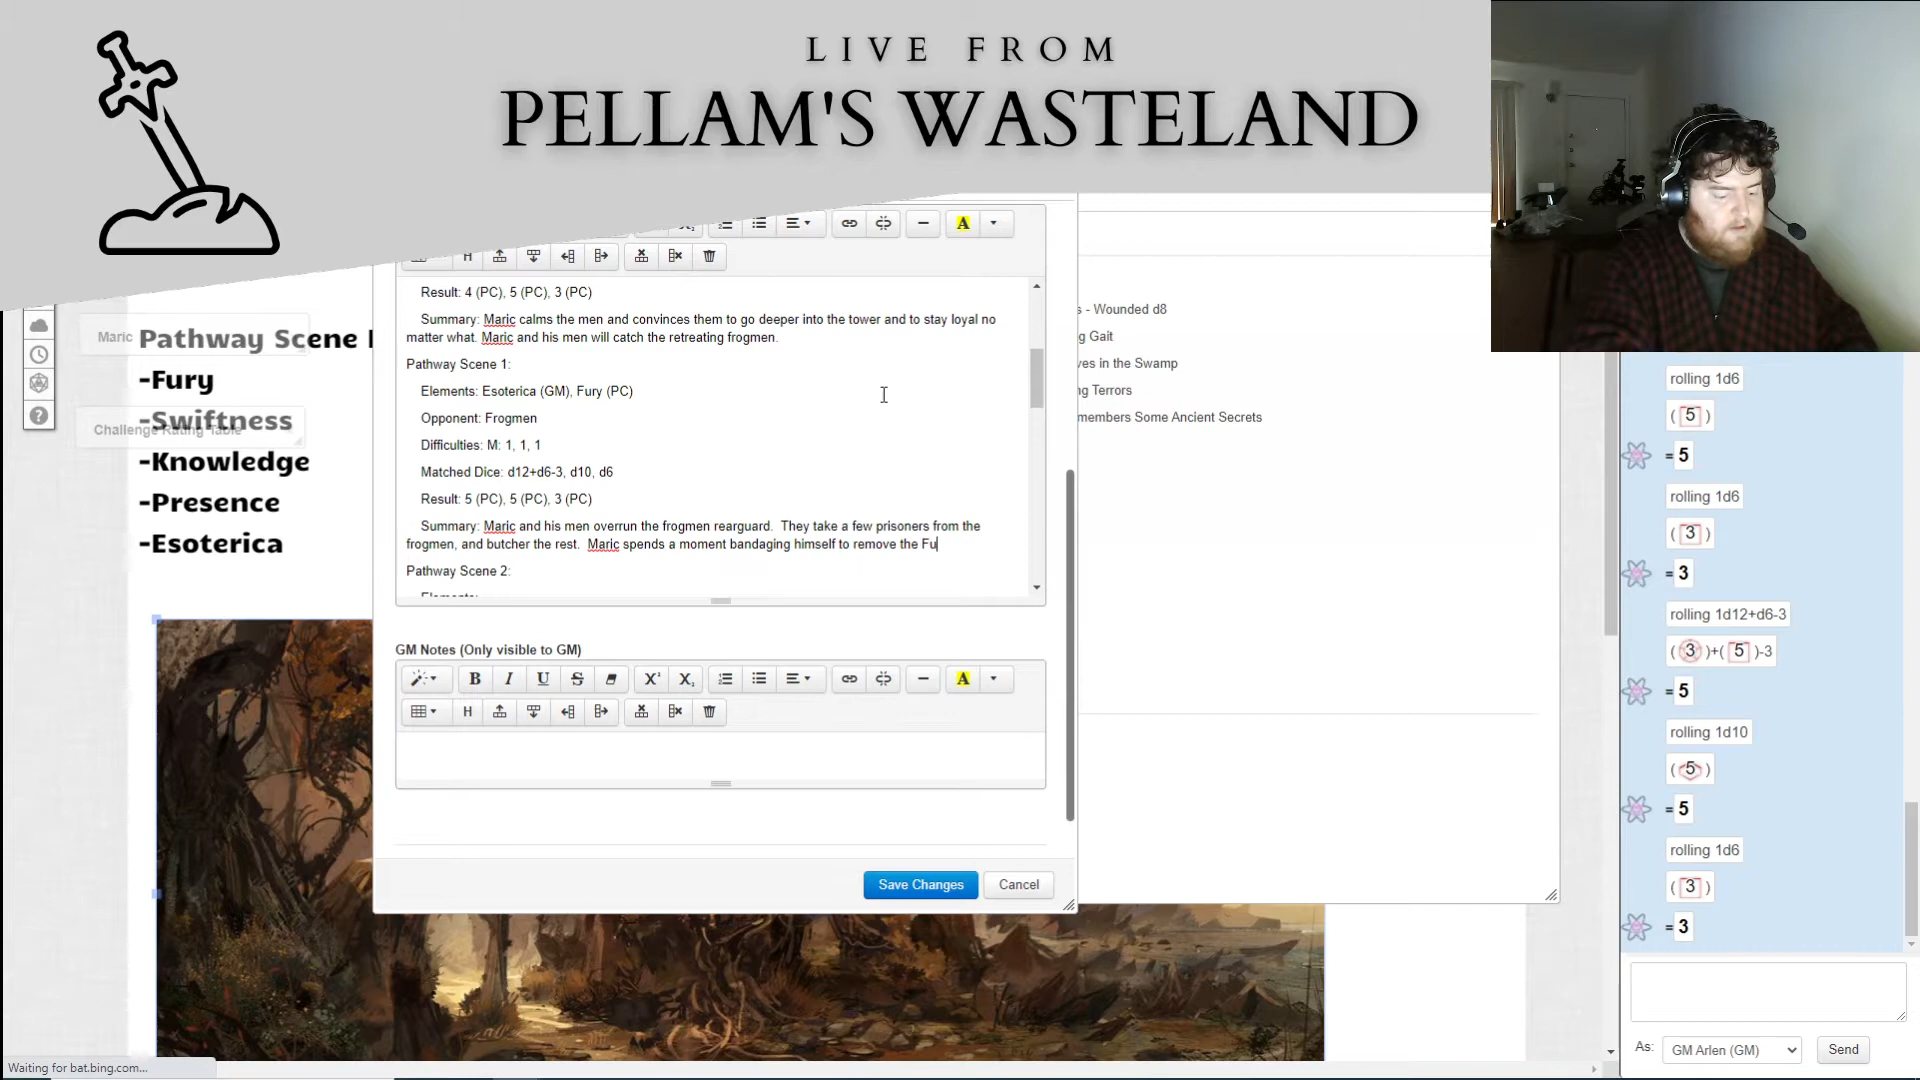 LIVE FROM
PELLAM'S WASTELAND
Maric
Pathway Scene
-Fury
-Swiftness
Challenge Rating Table
-Knowledge
-Presence
-Esoterica
H
A
Result: 4 (PC), 5 (PC), 3 (PC)
Summary: Maric calms the men and convinces them to go deeper into the tower and to stay loyal no
matter what. Maric and his men will catch the retreating frogmen.
Pathway Scene 1:
Elements: Esoterica (GM), Fury (PC)
Opponent: Frogmen
Difficulties: M: 1, 1, 1
Matched Dice: d12+d6-3, d10, d6
Result: 5 (PC), 5 (PC), 3 (PC)
Summary: Maric and his men overrun the frogmen rearguard.  They take a few prisoners from the
frogmen, and butcher the rest.  Maric spends a moment bandaging himself to remove the Fu
Pathway Scene 2:
Elements:
GM Notes (Only visible to GM)
B I U S X² X₂ A
H
Save Changes
Cancel
s - Wounded d8
g Gait
ves in the Swamp
ng Terrors
members Some Ancient Secrets
rolling 1d6
(5)
=5
rolling 1d6
(3)
=3
rolling 1d12+d6-3
(3)+(5)-3
=5
rolling 1d10
(5)
=5
rolling 1d6
(3)
=3
As:
GM Arlen (GM)
Send
Waiting for bat.bing.com...